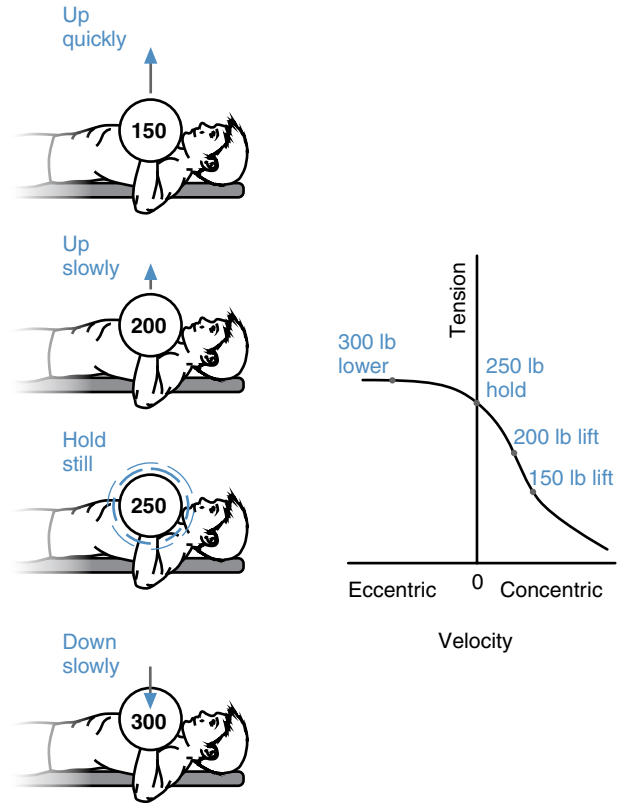 Up
quickly
150
Up
slowly
200
Hold
still
250
Down
slowly
300
Tension
300 lb
lower
250 lb
hold
200 lb lift
150 lb lift
0
Eccentric
Concentric
Velocity